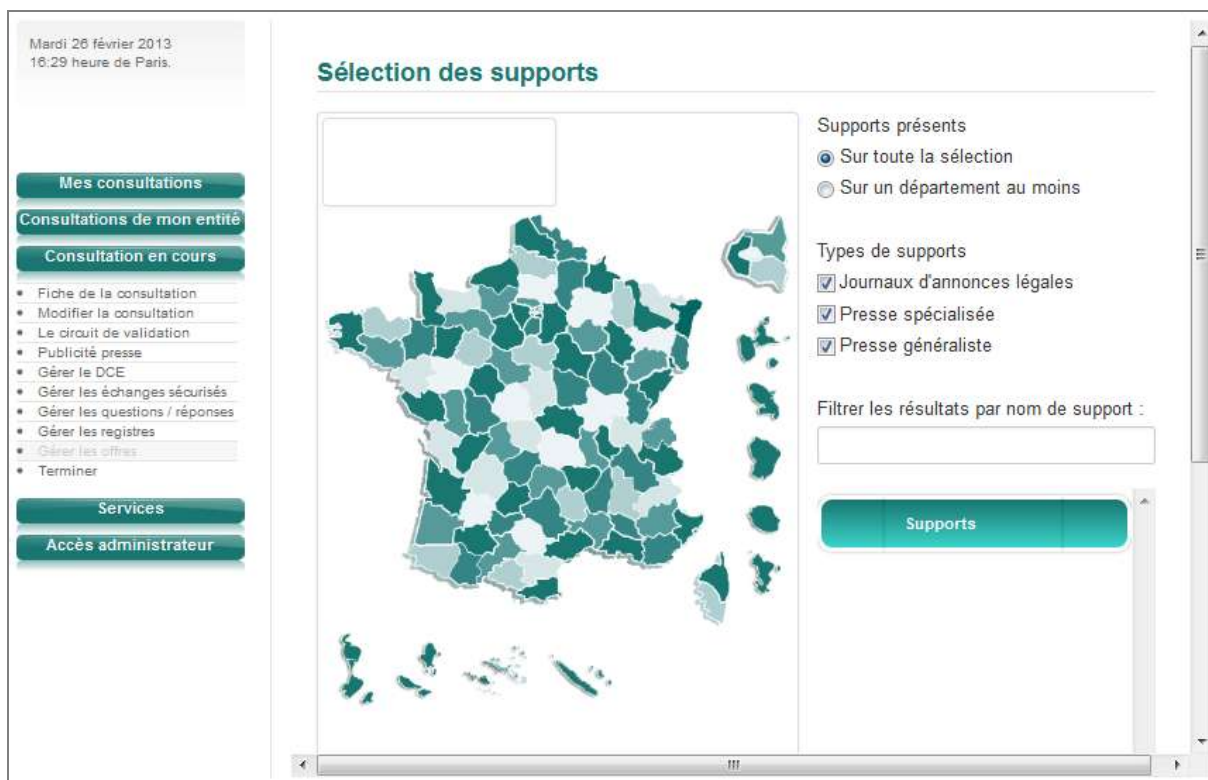 Mardi 26 février 2013
16:29 heure de Paris.
Mes consultations
Consultations de mon entité
Consultation en cours
Fiche de la consultation
Modifier la consultation
Le circuit de validation
Publicité presse
Gérer le DCE
Gérer les échanges sécurisés
Gérer les questions / réponses
Gérer les registres
Gérer les offres
Terminer
Services
Accès administrateur
Sélection des supports
Supports présents
Sur toute la sélection
Sur un département au moins
Types de supports
Journaux d'annonces légales
Presse spécialisée
Presse généraliste
Filtrer les résultats par nom de support :
Supports